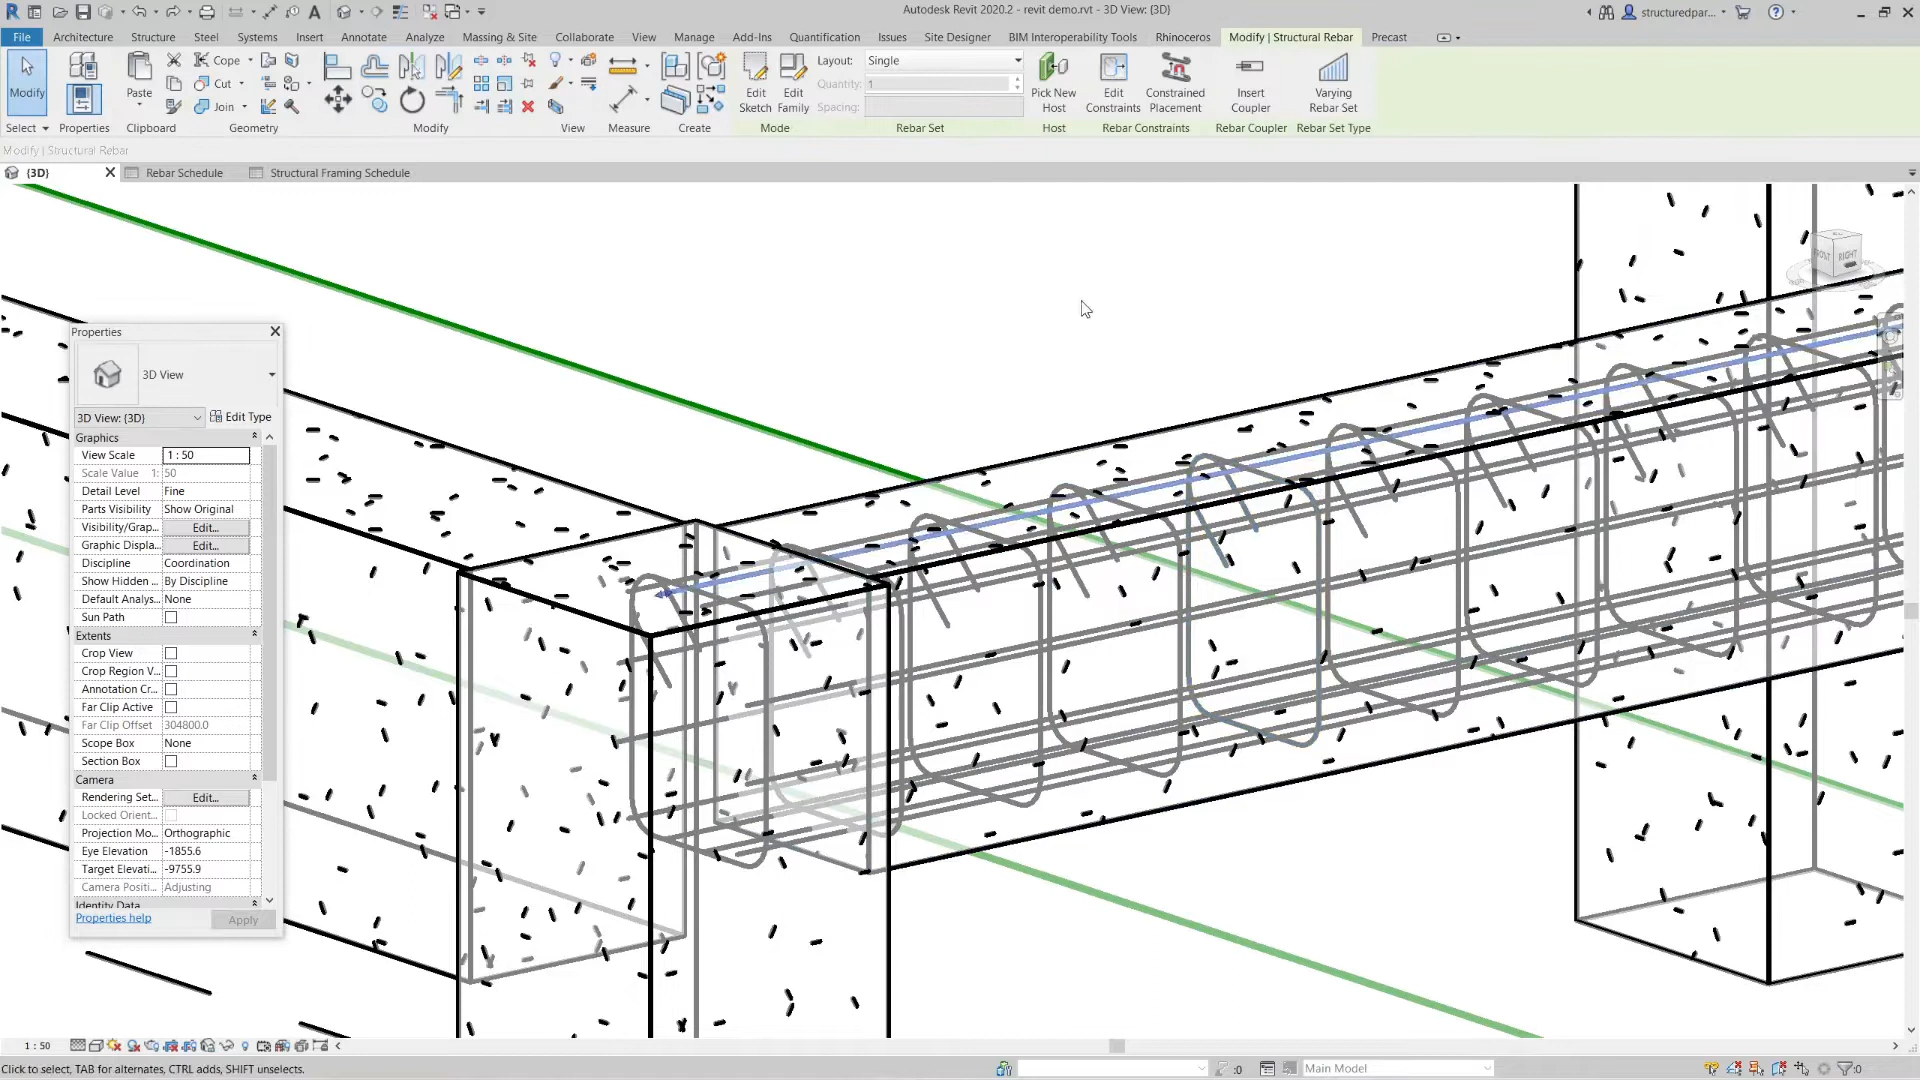 Autodesk Revit 2020.2 - revit demo.rvt - 3D View: {3D}
structuredpar...
File Architecture Structure Steel Systems Insert Annotate Analyze Massing & Site Collaborate View Manage Add-Ins Quantification Issues Site Designer BIM Interoperability Tools Rhinoceros Modify | Structural Rebar Precast
Modify
Paste
Cope
Cut
Join
Edit Sketch
Edit Family
Layout: Single
Quantity: 1
Spacing:
Pick New Host
Edit Constraints
Constrained Placement
Insert Coupler
Varying Rebar Set
Select Properties Clipboard Geometry Modify View Measure Create Mode Rebar Set Host Rebar Constraints Rebar Coupler Rebar Set Type
Modify | Structural Rebar
{3D} Rebar Schedule Structural Framing Schedule
FRONT RIGHT
Properties
3D View
3D View: {3D} Edit Type
Graphics
View Scale 1 : 50
Scale Value 1: 50
Detail Level Fine
Parts Visibility Show Original
Visibility/Grap... Edit...
Graphic Displa... Edit...
Discipline Coordination
Show Hidden ... By Discipline
Default Analys... None
Sun Path
Extents
Crop View
Crop Region V...
Annotation Cr...
Far Clip Active
Far Clip Offset 304800.0
Scope Box None
Section Box
Camera
Rendering Set... Edit...
Locked Orient...
Projection Mo... Orthographic
Eye Elevation -1855.6
Target Elevati... -9755.9
Camera Positi... Adjusting
Identity Data
Properties help Apply
1 : 50
Click to select, TAB for alternates, CTRL adds, SHIFT unselects.
:0
Main Model
:0